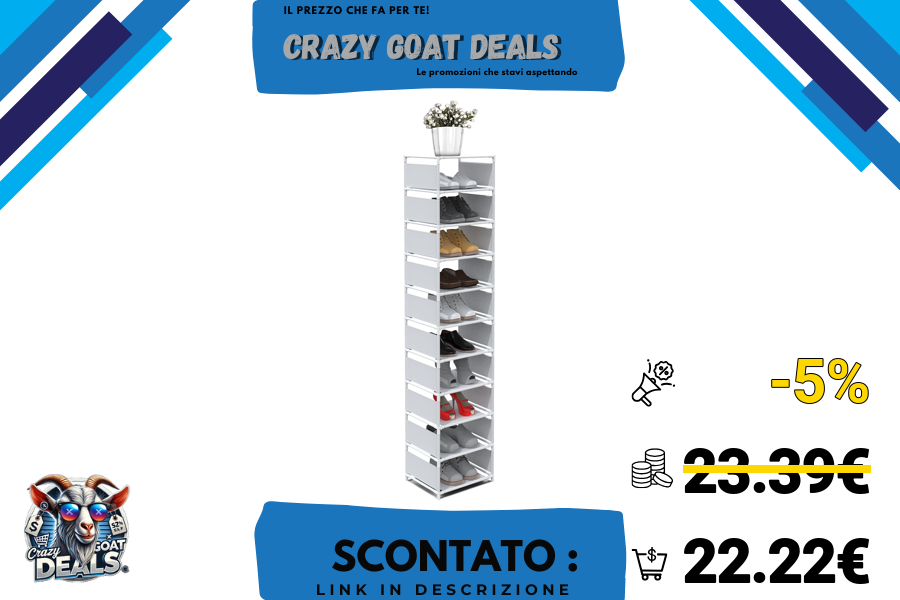 IL PREZZO CHE FA PER TE!
CRAZY GOAT DEALS
Le promozioni che stavi aspettando
-5%
23.39€
22.22€
SCONTATO :
LINK IN DESCRIZIONE
$
Crazy
GOAT
DEALS